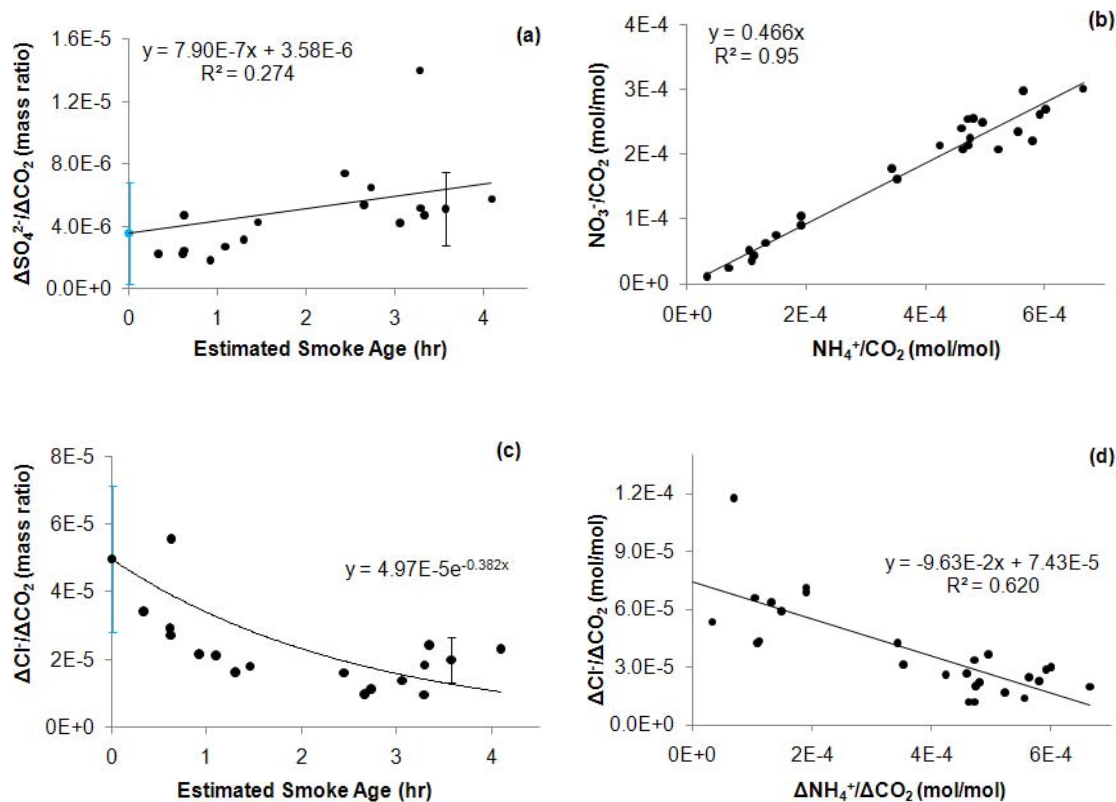 (a)
y = 7.90E-7x + 3.58E-6
R² = 0.274
ΔSO₄²⁻/ΔCO₂ (mass ratio)
1.6E-5
1.2E-5
8.0E-6
4.0E-6
0.0E+0
0 1 2 3 4
Estimated Smoke Age (hr)
(b)
y = 0.466x
R² = 0.95
NO₃⁻/CO₂ (mol/mol)
4E-4
3E-4
2E-4
1E-4
0E+0
0E+0 2E-4 4E-4 6E-4
NH₄⁺/CO₂ (mol/mol)
(c)
y = 4.97E-5e⁻⁰·³⁸²ˣ
ΔCl⁻/ΔCO₂ (mass ratio)
8E-5
6E-5
4E-5
2E-5
0E+0
0 1 2 3 4
Estimated Smoke Age (hr)
(d)
y = -9.63E-2x + 7.43E-5
R² = 0.620
ΔCl⁻/ΔCO₂ (mol/mol)
1.2E-4
9.0E-5
6.0E-5
3.0E-5
0.0E+0
0E+0 2E-4 4E-4 6E-4
ΔNH₄⁺/ΔCO₂ (mol/mol)